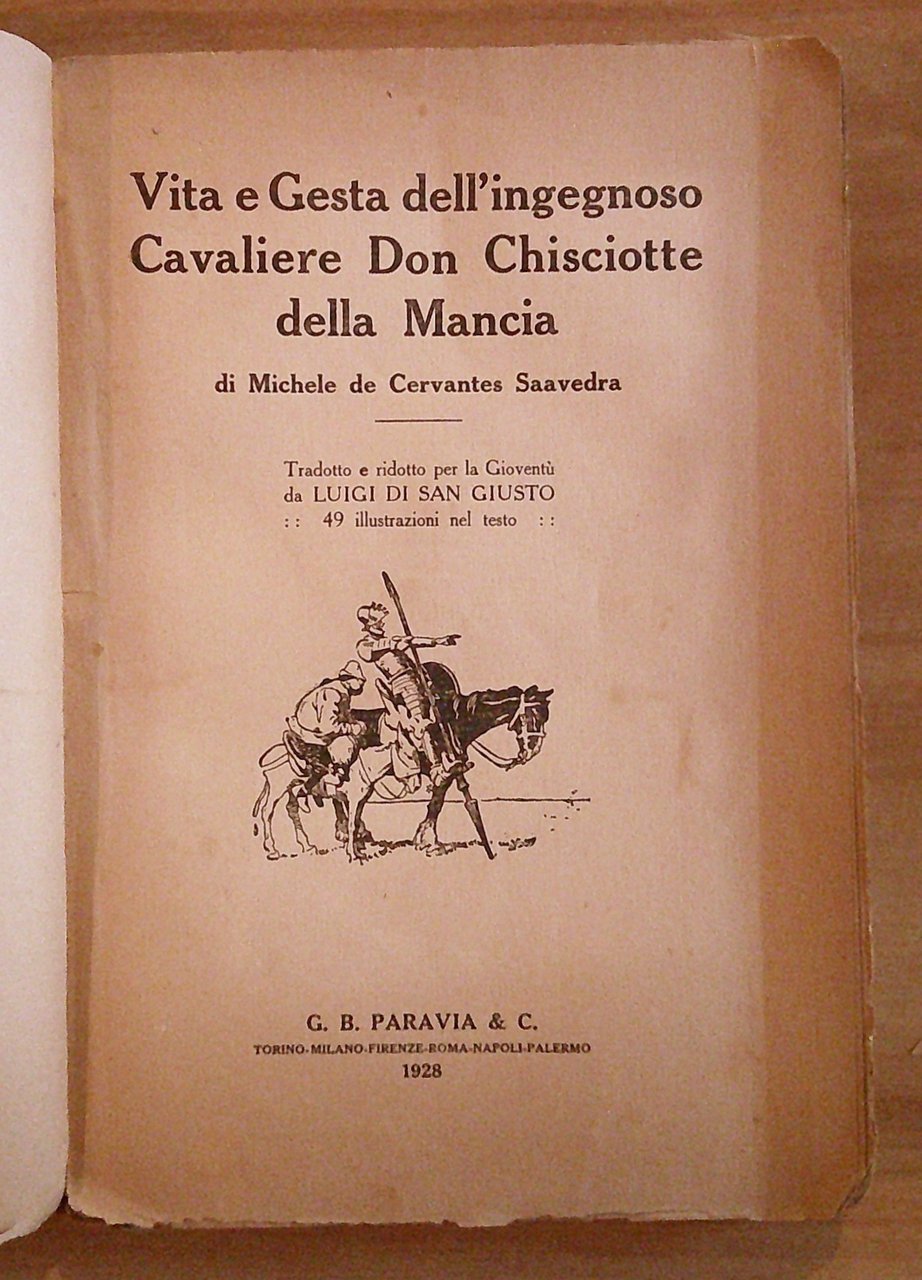 Vita e Gesta dell'ingegnoso
Cavaliere Don Chisciotte
della Mancia
di Michele de Cervantes Saavedra
Tradotto e ridotto per la Gioventù
da LUIGI DI SAN GIUSTO
:: 49 illustrazioni nel testo ::
G. B. PARAVIA & C.
TORINO-MILANO-FIRENZE-ROMA-NAPOLI-PALERMO
1928